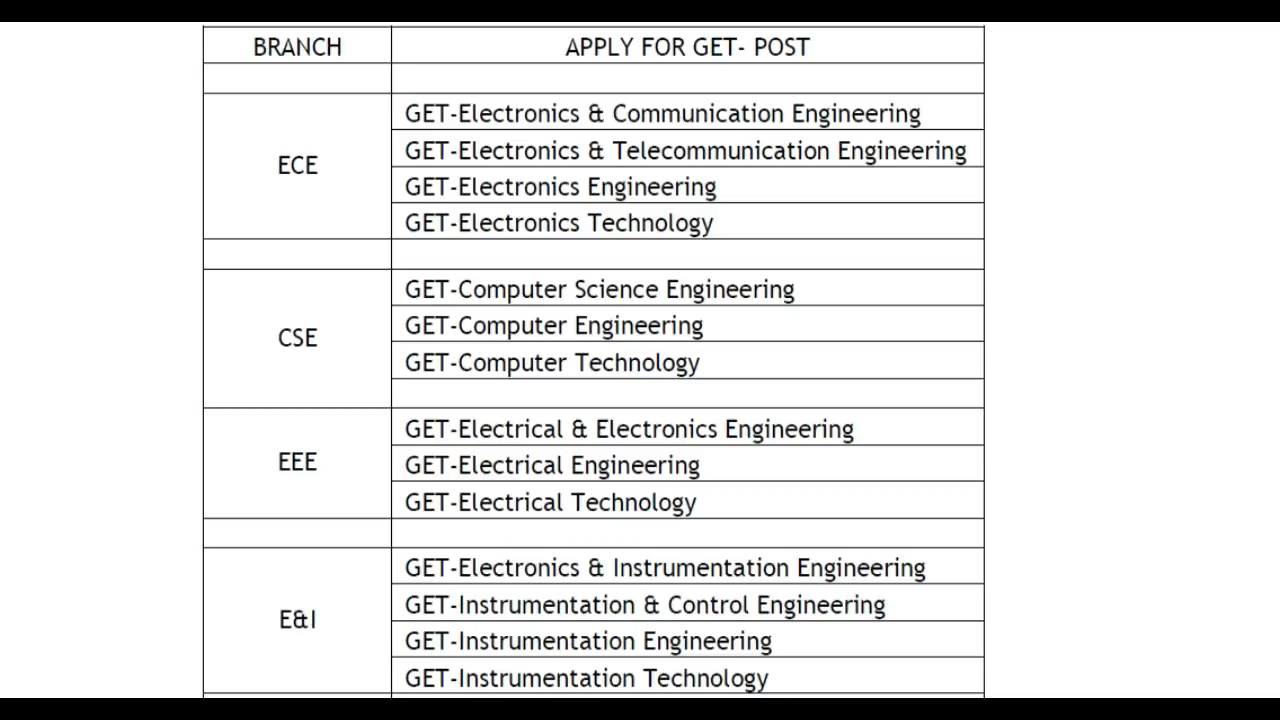 BRANCH APPLY FOR GET- POST
ECE
GET-Electronics & Communication Engineering
GET-Electronics & Telecommunication Engineering
GET-Electronics Engineering
GET-Electronics Technology
CSE
GET-Computer Science Engineering
GET-Computer Engineering
GET-Computer Technology
EEE
GET-Electrical & Electronics Engineering
GET-Electrical Engineering
GET-Electrical Technology
E&I
GET-Electronics & Instrumentation Engineering
GET-Instrumentation & Control Engineering
GET-Instrumentation Engineering
GET-Instrumentation Technology